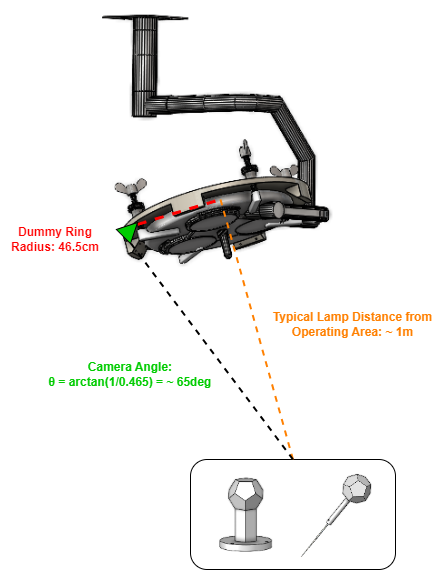 Dummy Ring
Radius: 46.5cm
Typical Lamp Distance from
Operating Area: ~ 1m
Camera Angle:
θ = arctan(1/0.465) = ~ 65deg